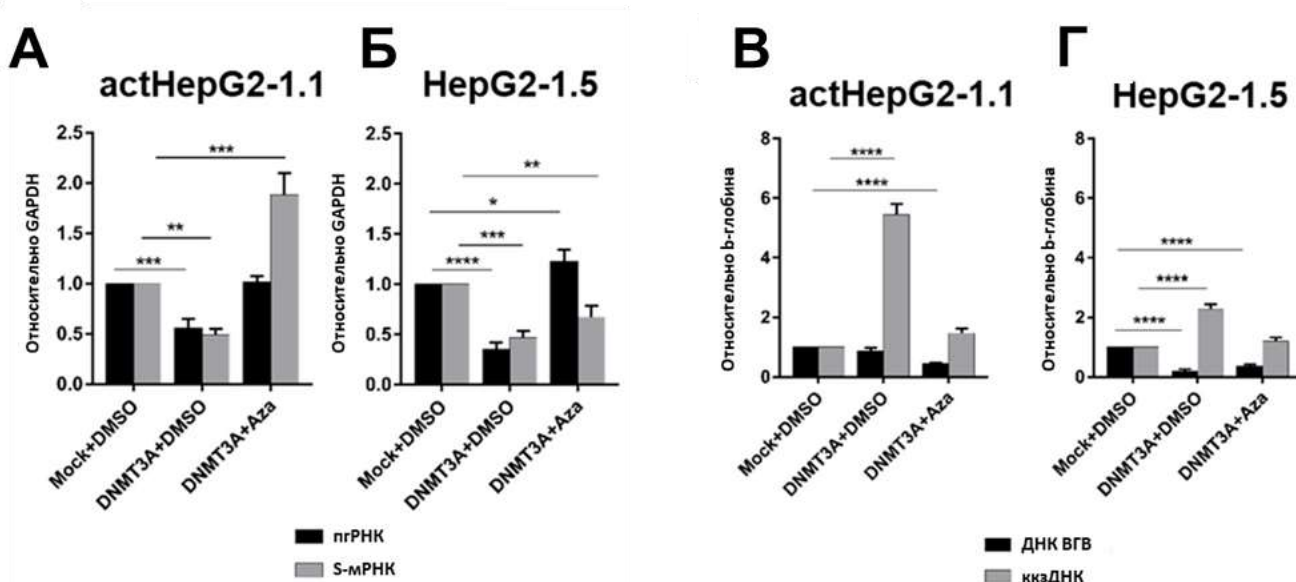 А
Б
В
Г
actHepG2-1.1
HepG2-1.5
actHepG2-1.1
HepG2-1.5
Относительно GAPDH
2.5
2.0
1.5
1.0
0.5
0.0
***
**
***
Mock+DMSO
DNMT3A+DMSO
DNMT3A+Aza
Относительно GAPDH
2.5
2.0
1.5
1.0
0.5
0.0
**
*
***
****
Mock+DMSO
DNMT3A+DMSO
DNMT3A+Aza
пгРНК
S-мРНК
Относительно b-глобина
8
6
4
2
0
****
****
Mock+DMSO
DNMT3A+DMSO
DNMT3A+Aza
Относительно b-глобина
8
6
4
2
0
****
****
****
Mock+DMSO
DNMT3A+DMSO
DNMT3A+Aza
ДНК ВГВ
ккзДНК